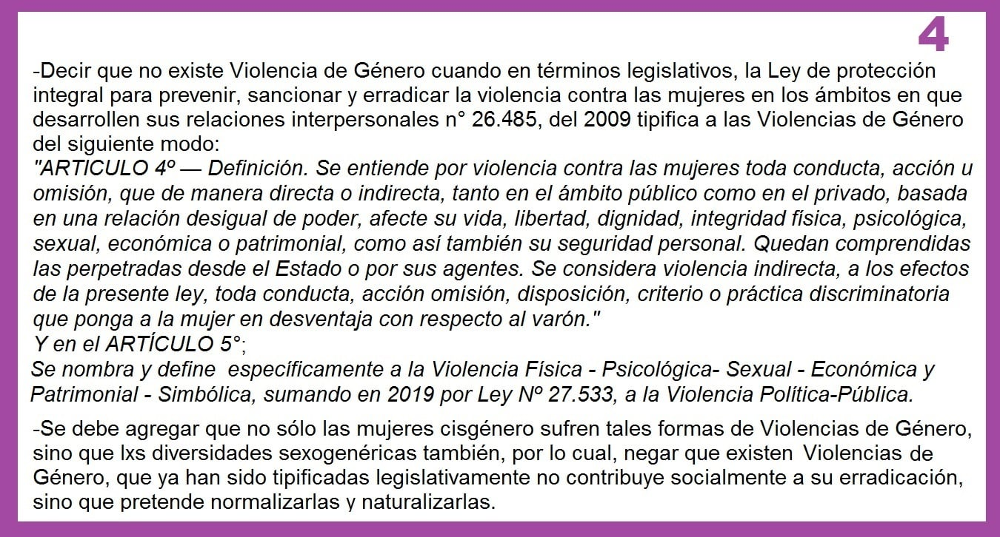 4
-Decir que no existe Violencia de Género cuando en términos legislativos, la Ley de protección
integral para prevenir, sancionar y erradicar la violencia contra las mujeres en los ámbitos en que
desarrollen sus relaciones interpersonales n° 26.485, del 2009 tipifica a las Violencias de Género
del siguiente modo:
"ARTICULO 4º — Definición. Se entiende por violencia contra las mujeres toda conducta, acción u
omisión, que de manera directa o indirecta, tanto en el ámbito público como en el privado, basada
en una relación desigual de poder, afecte su vida, libertad, dignidad, integridad física, psicológica,
sexual, económica o patrimonial, como así también su seguridad personal. Quedan comprendidas
las perpetradas desde el Estado o por sus agentes. Se considera violencia indirecta, a los efectos
de la presente ley, toda conducta, acción omisión, disposición, criterio o práctica discriminatoria
que ponga a la mujer en desventaja con respecto al varón."
Y en el ARTÍCULO 5°;
Se nombra y define específicamente a la Violencia Física - Psicológica- Sexual - Económica y
Patrimonial - Simbólica, sumando en 2019 por Ley Nº 27.533, a la Violencia Política-Pública.
-Se debe agregar que no sólo las mujeres cisgénero sufren tales formas de Violencias de Género,
sino que lxs diversidades sexogenéricas también, por lo cual, negar que existen Violencias de
Género, que ya han sido tipificadas legislativamente no contribuye socialmente a su erradicación,
sino que pretende normalizarlas y naturalizarlas.